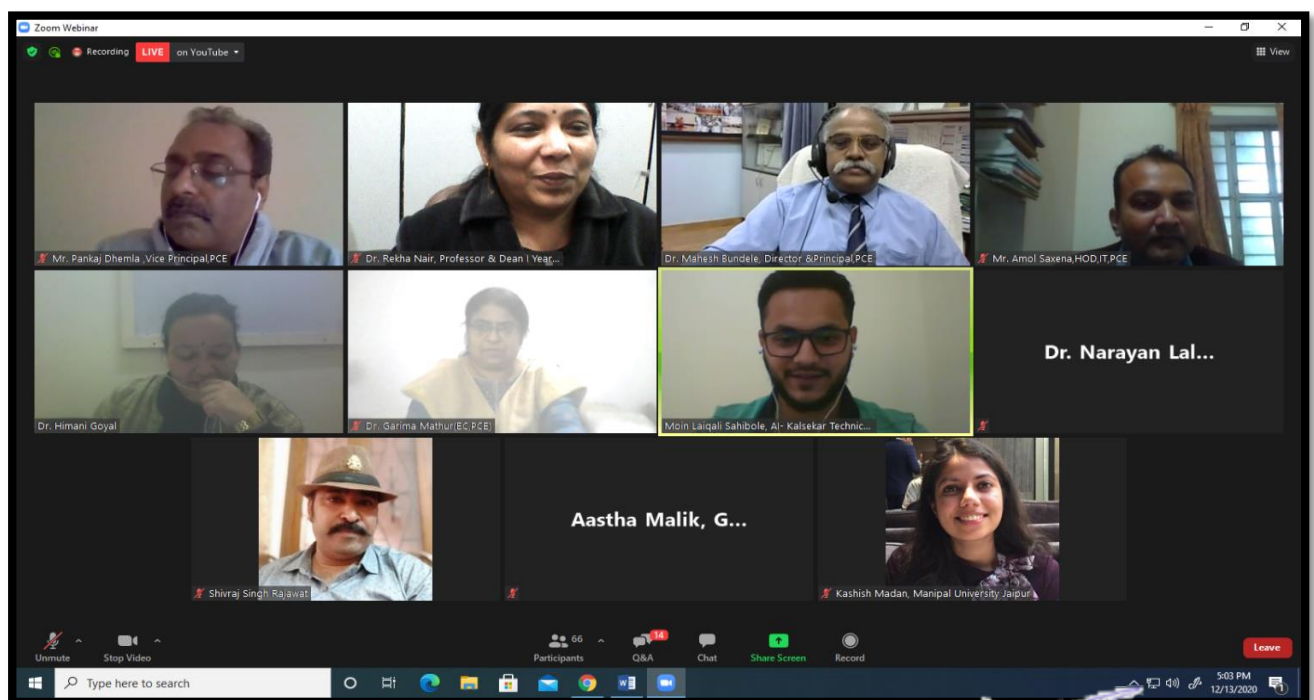 Zoom Webinar
Recording LIVE on YouTube
View
Mr. Pankaj Dhemla ,Vice Principal,PCE
Dr. Rekha Nair, Professor & Dean I Year...
Dr. Mahesh Bundele, Director &Principal,PCE
Mr. Amol Saxena,HOD,IT,PCE
Dr. Himani Goyal
Dr. Garima Mathur(EC,PCE)
Moin Laiqali Sahibole, Al- Kalsekar Technic...
Dr. Narayan Lal...
Shivraj Singh Rajawat
Aastha Malik, G...
Kashish Madan, Manipal University Jaipur
66
14
Unmute
Stop Video
Participants
Q&A
Chat
Share Screen
Record
Leave
Type here to search
5:03 PM
12/13/2020
1